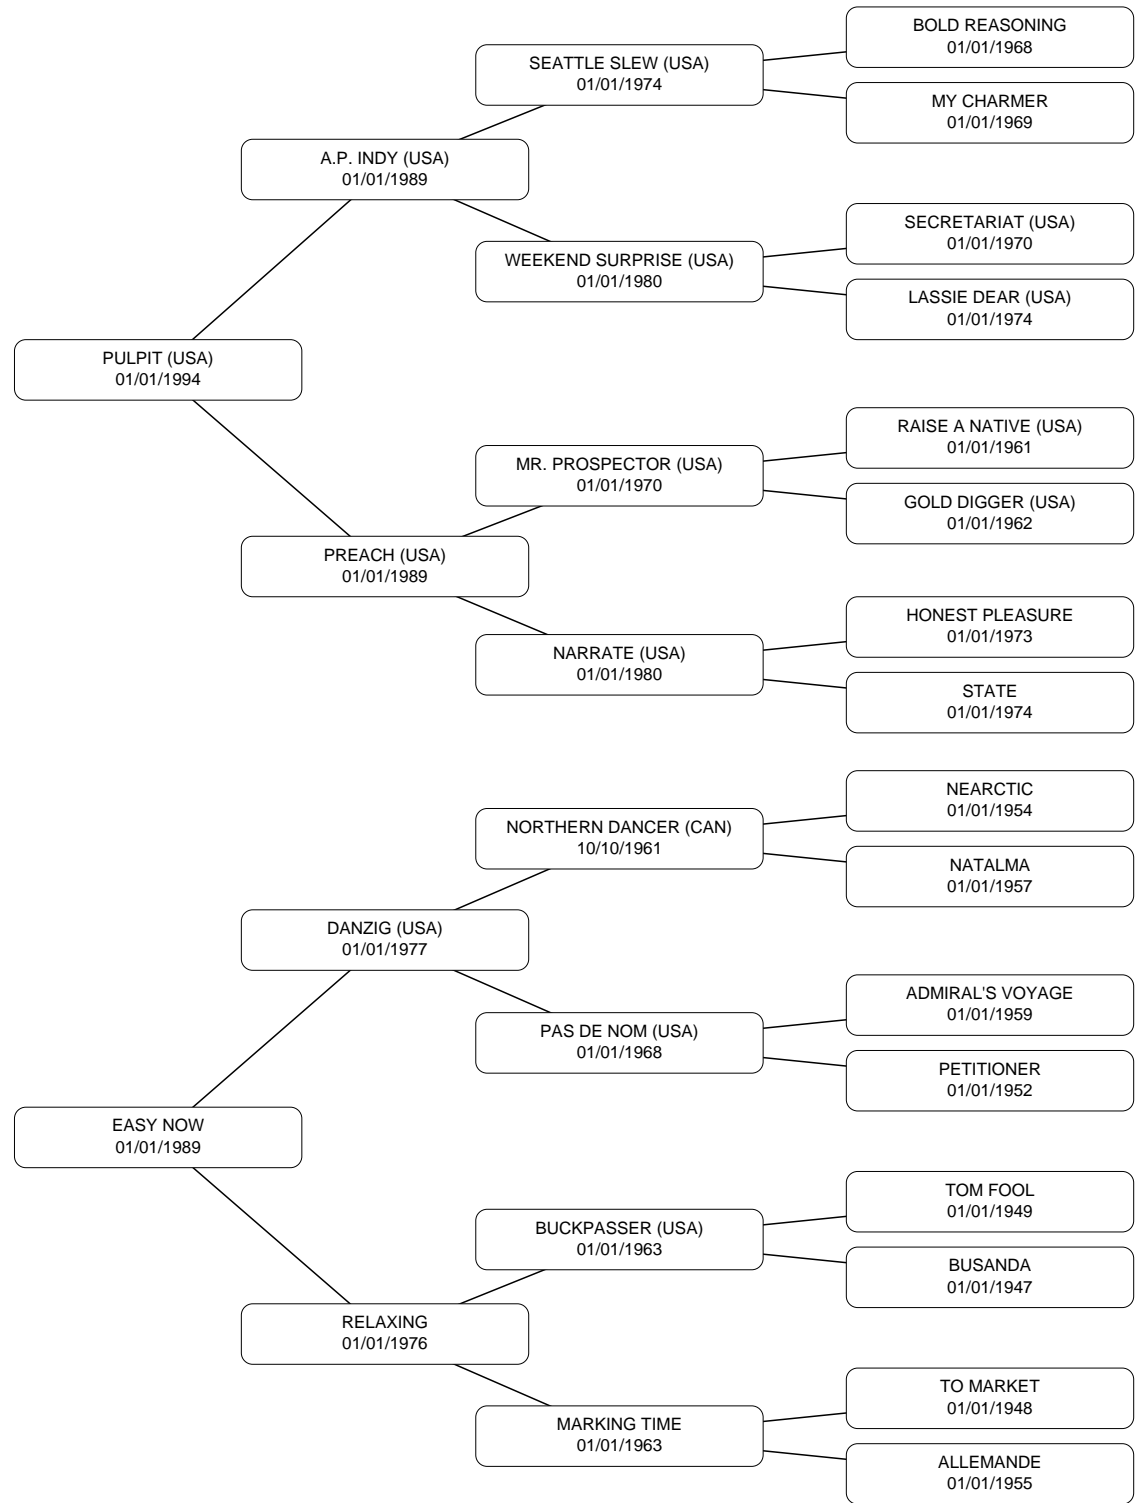 BOLD REASONING
01/01/1968
SEATTLE SLEW (USA)
01/01/1974
MY CHARMER
01/01/1969
A.P. INDY (USA)
01/01/1989
SECRETARIAT (USA)
01/01/1970
WEEKEND SURPRISE (USA)
01/01/1980
LASSIE DEAR (USA)
01/01/1974
PULPIT (USA)
01/01/1994
RAISE A NATIVE (USA)
01/01/1961
MR. PROSPECTOR (USA)
01/01/1970
GOLD DIGGER (USA)
01/01/1962
PREACH (USA)
01/01/1989
HONEST PLEASURE
01/01/1973
NARRATE (USA)
01/01/1980
STATE
01/01/1974
NEARCTIC
01/01/1954
NORTHERN DANCER (CAN)
10/10/1961
NATALMA
01/01/1957
DANZIG (USA)
01/01/1977
ADMIRAL'S VOYAGE
01/01/1959
PAS DE NOM (USA)
01/01/1968
PETITIONER
01/01/1952
EASY NOW
01/01/1989
TOM FOOL
01/01/1949
BUCKPASSER (USA)
01/01/1963
BUSANDA
01/01/1947
RELAXING
01/01/1976
TO MARKET
01/01/1948
MARKING TIME
01/01/1963
ALLEMANDE
01/01/1955